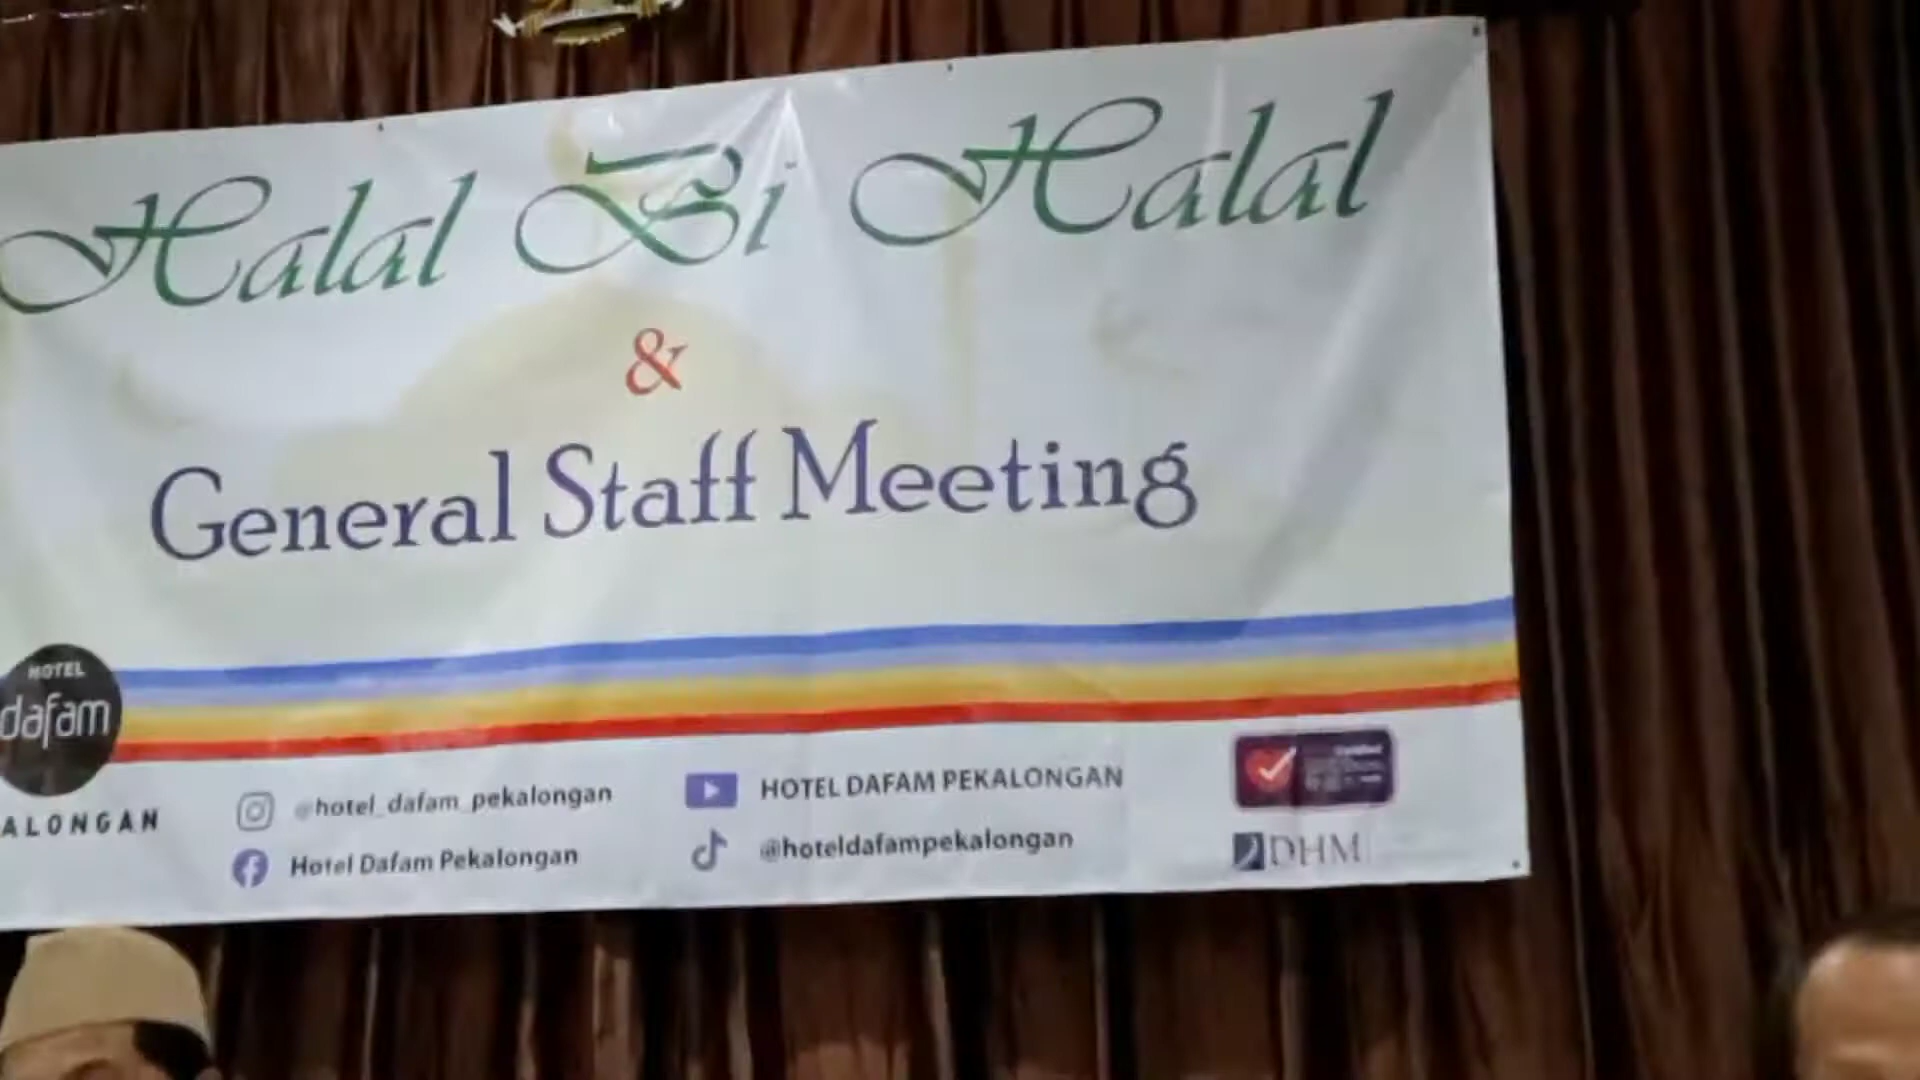 Halal Bi Halal
&
General Staff Meeting
HOTEL
dafam
ALONGAN
@hotel_dafam_pekalongan
Hotel Dafam Pekalongan
HOTEL DAFAM PEKALONGAN
@hoteldafampekalongan
DHM